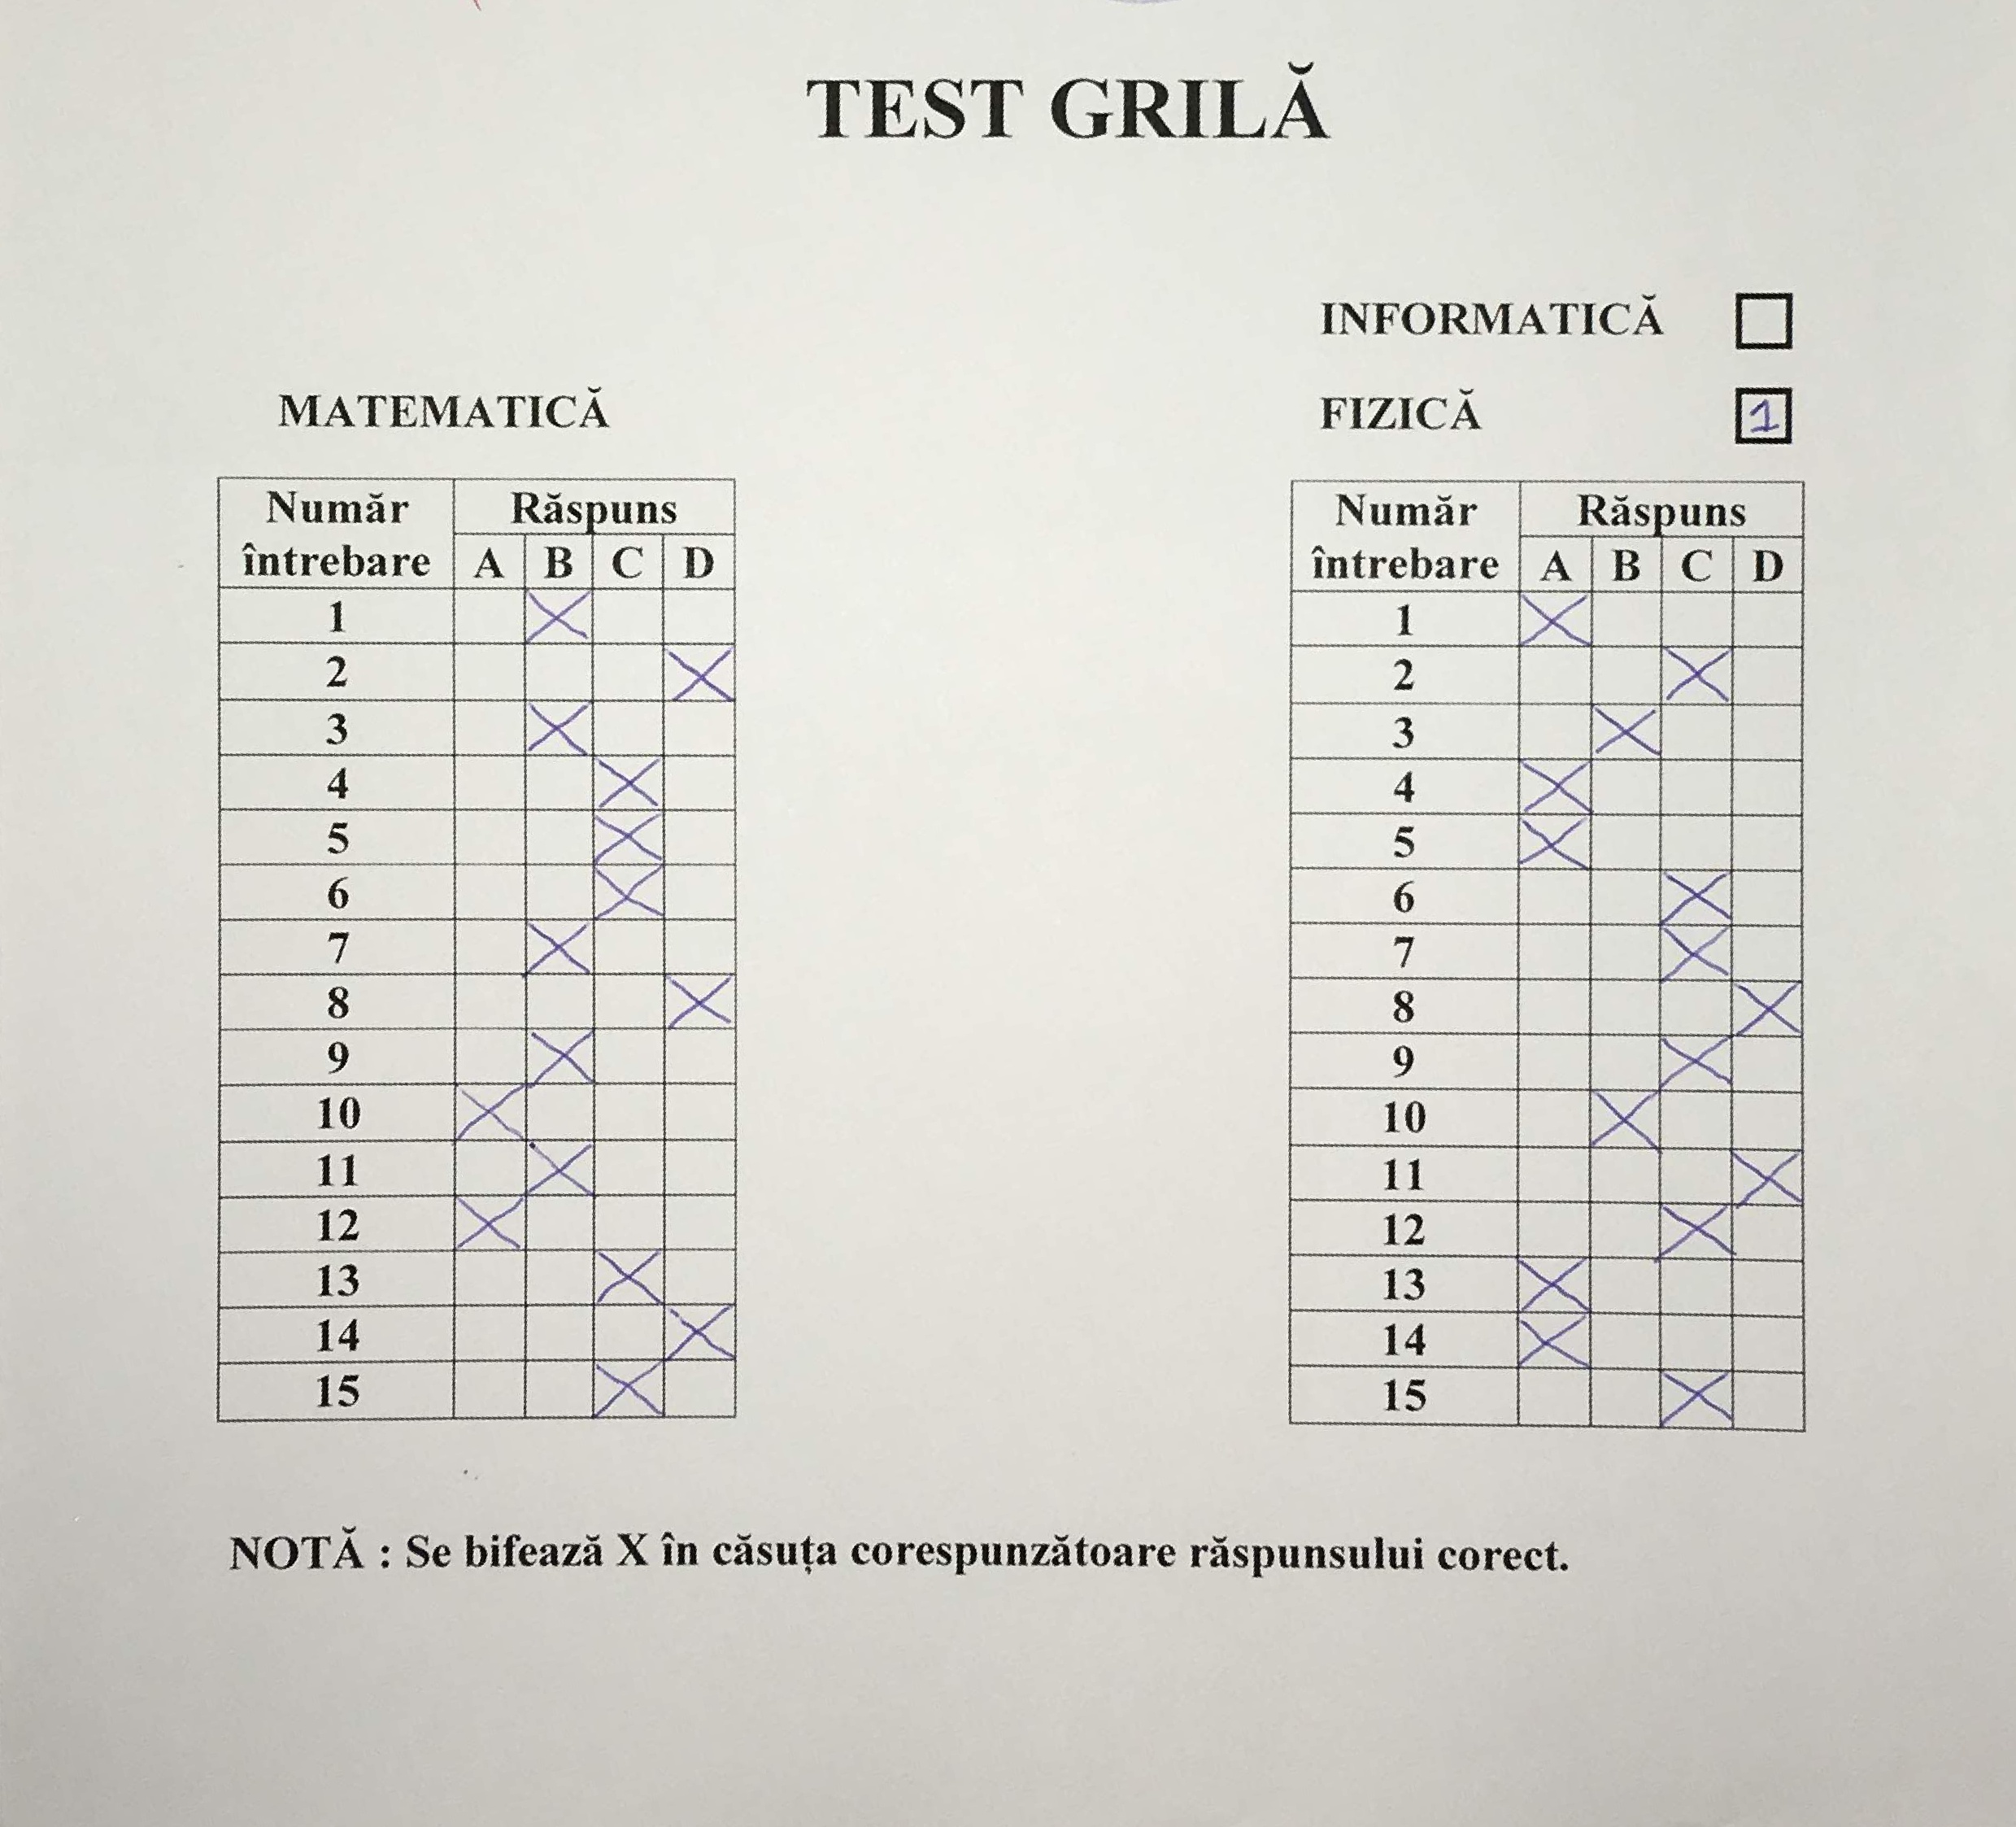 TEST GRILĂ
INFORMATICĂ
MATEMATICĂ
FIZICĂ 1
Număr întrebare Răspuns
A B C D
1 X
2 X
3 X
4 X
5 X
6 X
7 X
8 X
9 X
10 X
11 X
12 X
13 X
14 X
15 X
Număr întrebare Răspuns
A B C D
1 X
2 X
3 X
4 X
5 X
6 X
7 X
8 X
9 X
10 X
11 X
12 X
13 X
14 X
15 X
NOTĂ : Se bifează X în căsuța corespunzătoare răspunsului corect.